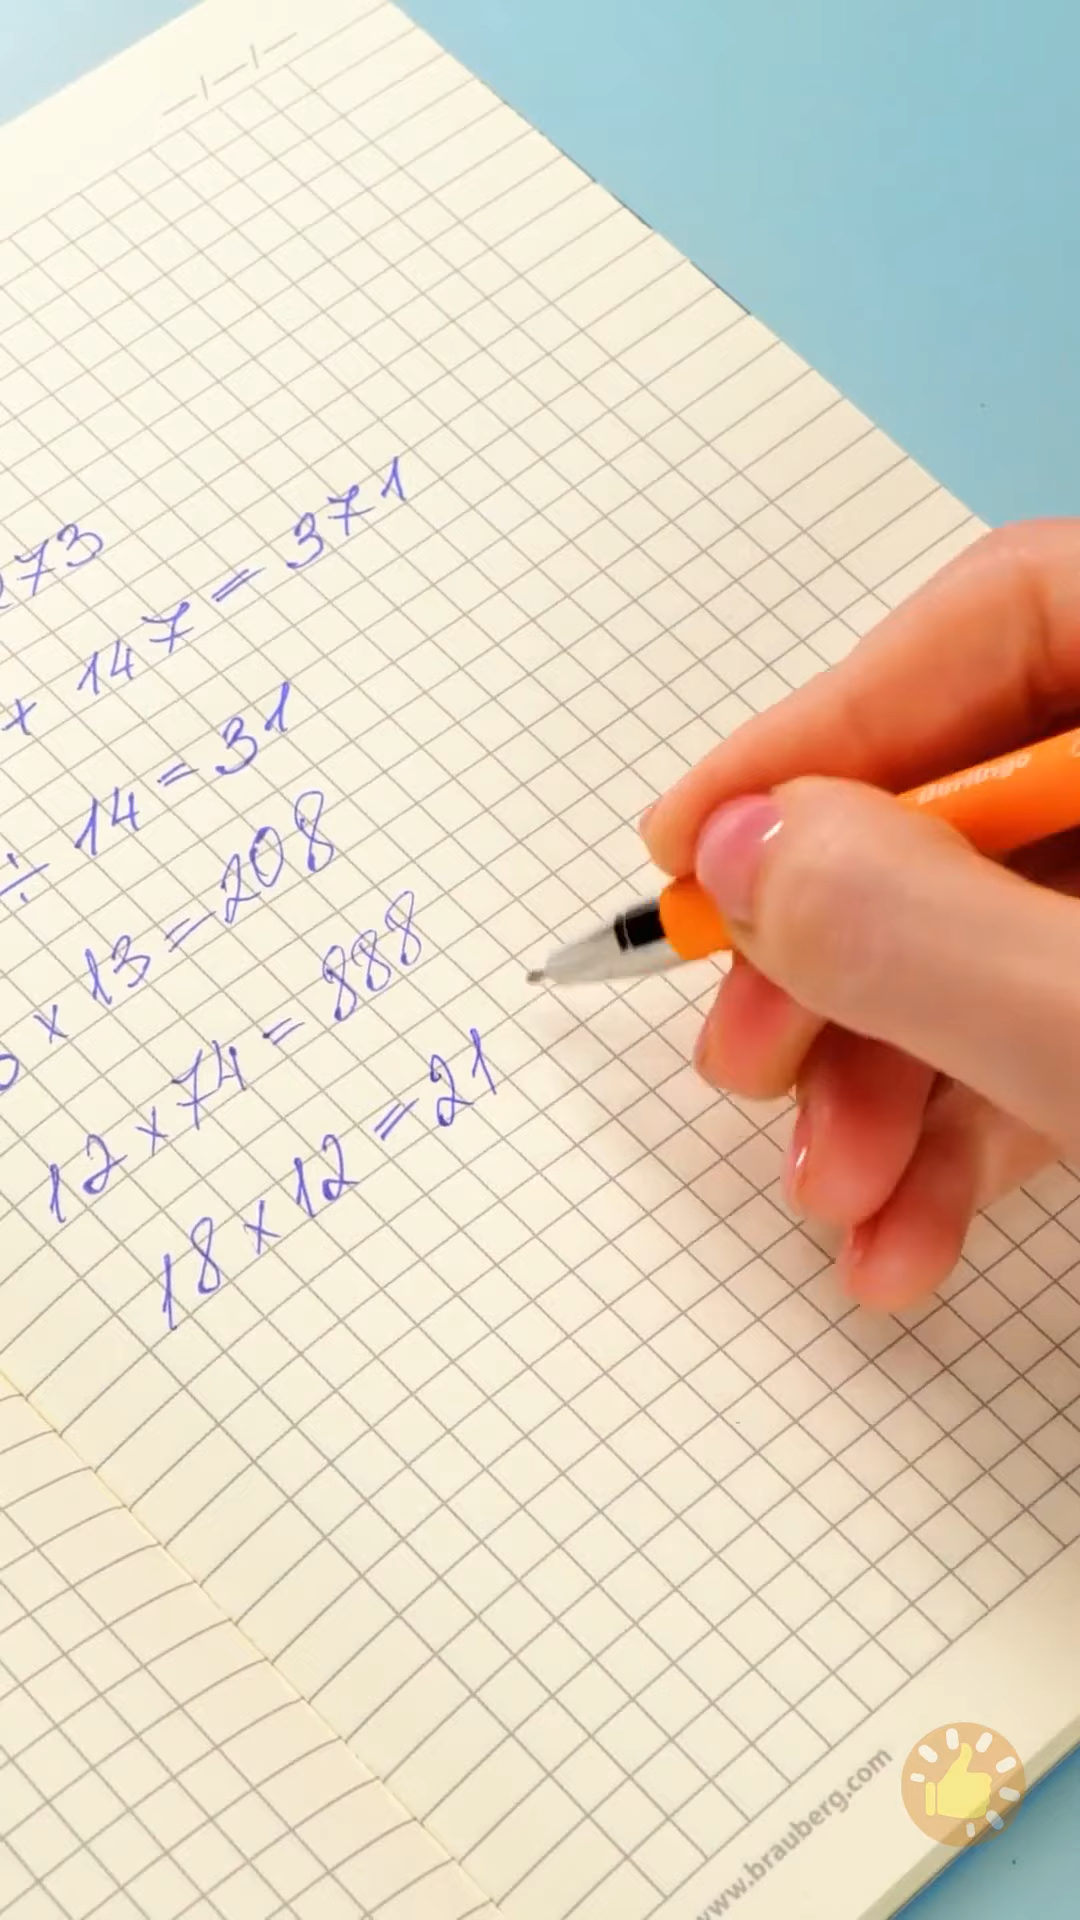 273
x 147 = 371
÷ 14 = 31
x 13 = 208
12 x 74 = 888
18 x 12 = 21
Berlingo
www.brauberg.com